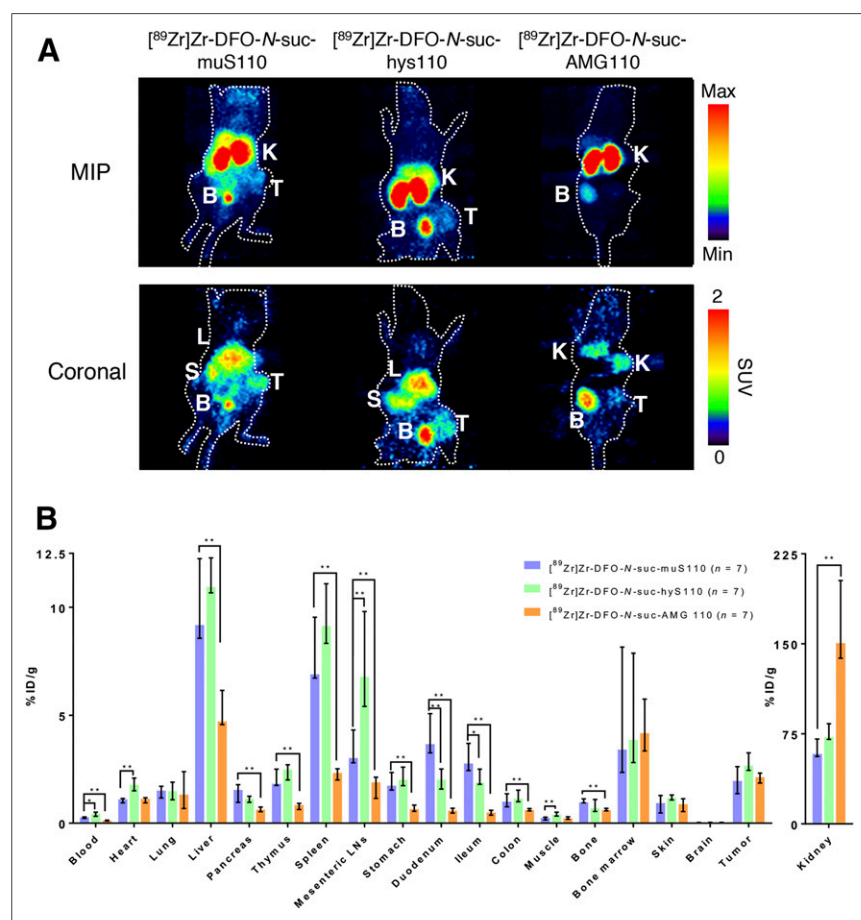 A
[⁸⁹Zr]Zr-DFO-N-suc-
muS110
[⁸⁹Zr]Zr-DFO-N-suc-
hys110
[⁸⁹Zr]Zr-DFO-N-suc-
AMG110
MIP
K
B
T
K
B
T
K
B
Max
Min
Coronal
L
S
B
T
L
S
B
T
K
K
B
T
2
SUV
0
B
12.5
10
5
0
%ID/g
**
*
**
**
**
**
**
**
**
**
**
**
**
**
*
**
**
**
[⁸⁹Zr]Zr-DFO-N-suc-muS110 (n = 7)
[⁸⁹Zr]Zr-DFO-N-suc-hyS110 (n = 7)
[⁸⁹Zr]Zr-DFO-N-suc-AMG 110 (n = 7)
Blood
Heart
Lung
Liver
Pancreas
Thymus
Spleen
Mesenteric LNs
Stomach
Duodenum
Ileum
Colon
Muscle
Bone
Bone marrow
Skin
Brain
Tumor
225
150
75
0
%ID/g
**
Kidney